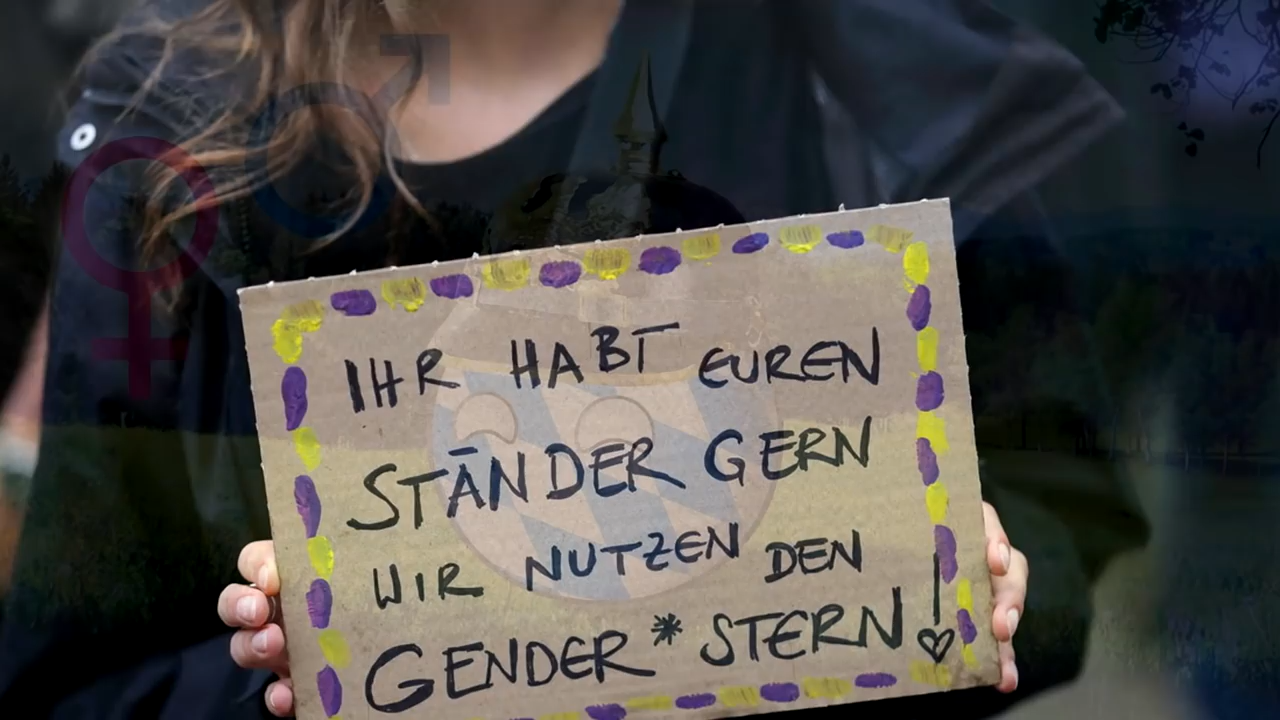 IHR HABT EUREN
STÄNDER GERN
WIR NUTZEN DEN
GENDER*STERN!